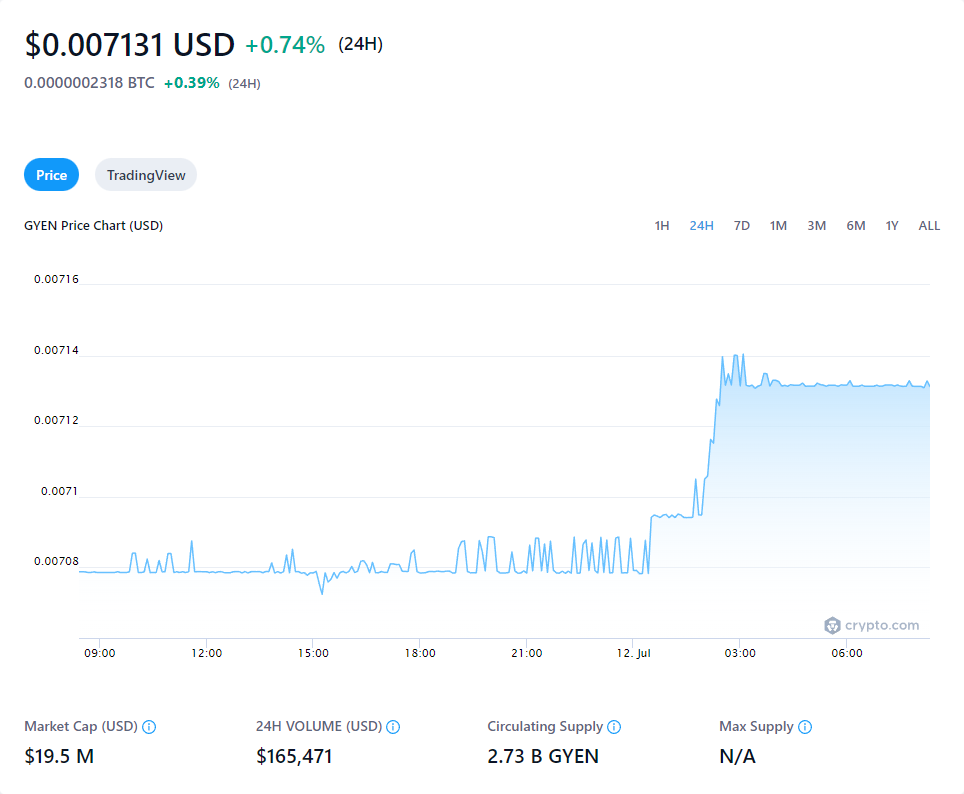 $0.007131 USD +0.74% (24H)
0.0000002318 BTC +0.39% (24H)
Price TradingView
GYEN Price Chart (USD) 1H 24H 7D 1M 3M 6M 1Y ALL
0.00716
0.00714
0.00712
0.0071
0.00708
crypto.com
09:00 12:00 15:00 18:00 21:00 12. Jul 03:00 06:00
Market Cap (USD) 24H VOLUME (USD) Circulating Supply Max Supply
$19.5 M $165,471 2.73 B GYEN N/A